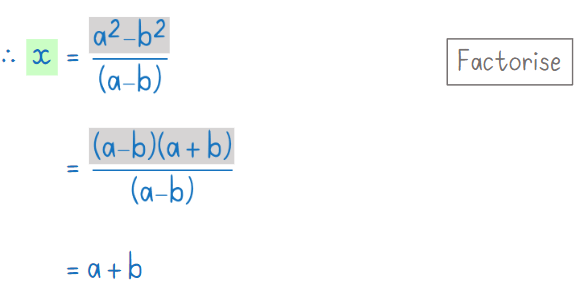 ∴ x = a²–b² Factorise
(a–b)
= (a–b)(a + b)
(a–b)
= a + b